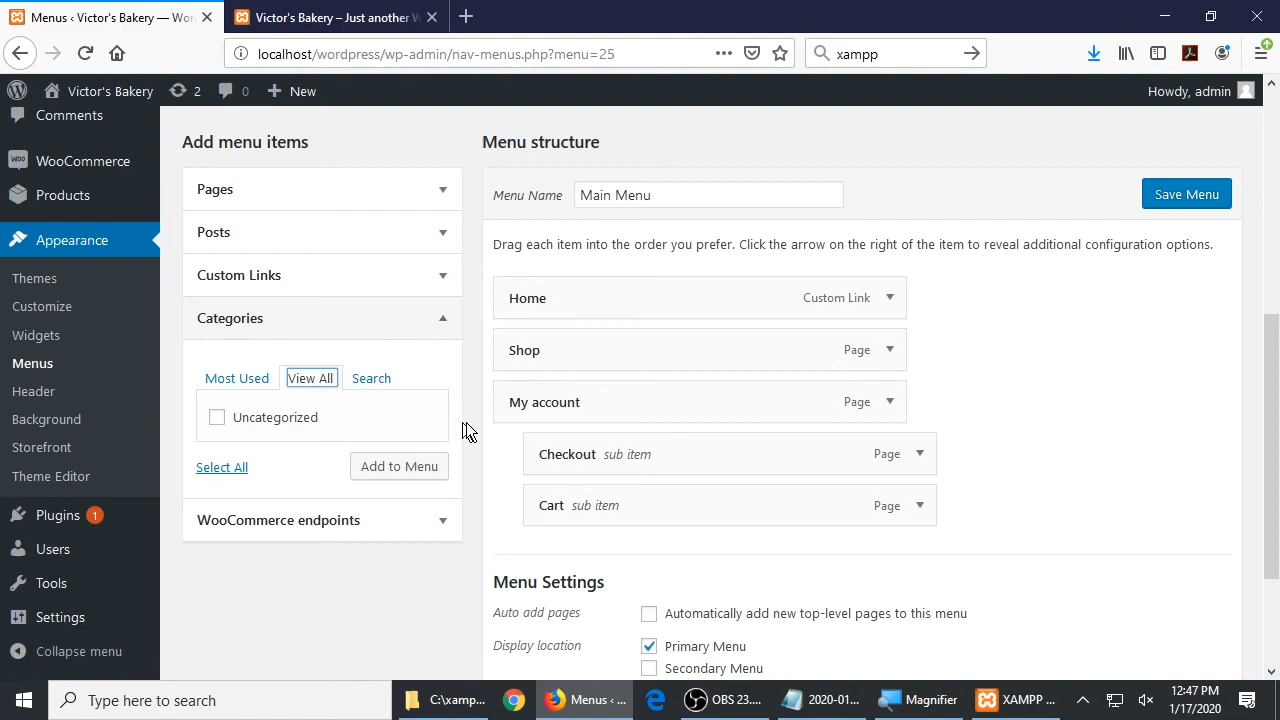 Menus ‹ Victor's Bakery — Wor
Victor's Bakery – Just another W
localhost/wordpress/wp-admin/nav-menus.php?menu=25
xampp
Victor's Bakery
2
0
New
Howdy, admin
Comments
WooCommerce
Products
Appearance
Themes
Customize
Widgets
Menus
Header
Background
Storefront
Theme Editor
Plugins 1
Users
Tools
Settings
Collapse menu
Add menu items
Pages
Posts
Custom Links
Categories
Most Used View All Search
Uncategorized
Select All
Add to Menu
WooCommerce endpoints
Menu structure
Menu Name Main Menu
Save Menu
Drag each item into the order you prefer. Click the arrow on the right of the item to reveal additional configuration options.
Home Custom Link
Shop Page
My account Page
Checkout sub item Page
Cart sub item Page
Menu Settings
Auto add pages Automatically add new top-level pages to this menu
Display location Primary Menu
Secondary Menu
Type here to search
C:\xamp...
Menus ‹ ...
OBS 23....
2020-01...
Magnifier
XAMPP ...
12:47 PM
1/17/2020